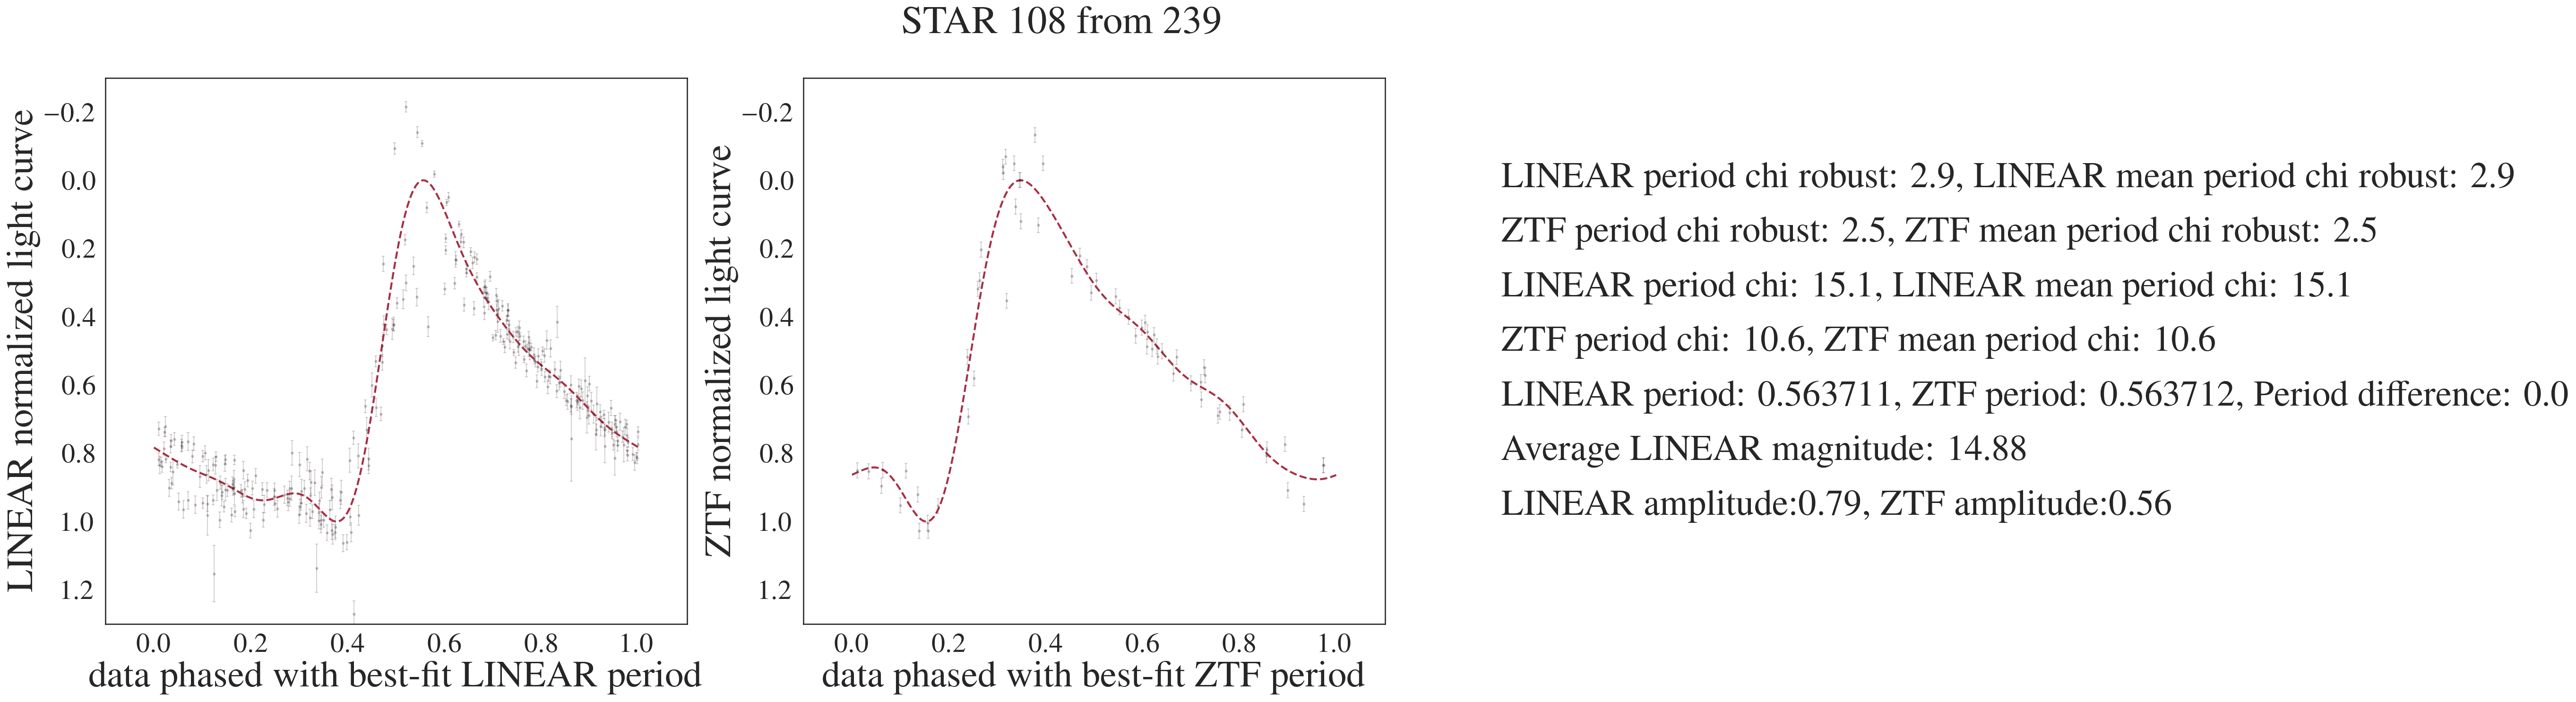 STAR 108 from 239
LINEAR normalized light curve
−0.2
0.0
0.2
0.4
0.6
0.8
1.0
1.2
0.0 0.2 0.4 0.6 0.8 1.0
data phased with best-fit LINEAR period
ZTF normalized light curve
−0.2
0.0
0.2
0.4
0.6
0.8
1.0
1.2
0.0 0.2 0.4 0.6 0.8 1.0
data phased with best-fit ZTF period
LINEAR period chi robust: 2.9, LINEAR mean period chi robust: 2.9
ZTF period chi robust: 2.5, ZTF mean period chi robust: 2.5
LINEAR period chi: 15.1, LINEAR mean period chi: 15.1
ZTF period chi: 10.6, ZTF mean period chi: 10.6
LINEAR period: 0.563711, ZTF period: 0.563712, Period difference: 0.0
Average LINEAR magnitude: 14.88
LINEAR amplitude:0.79, ZTF amplitude:0.56